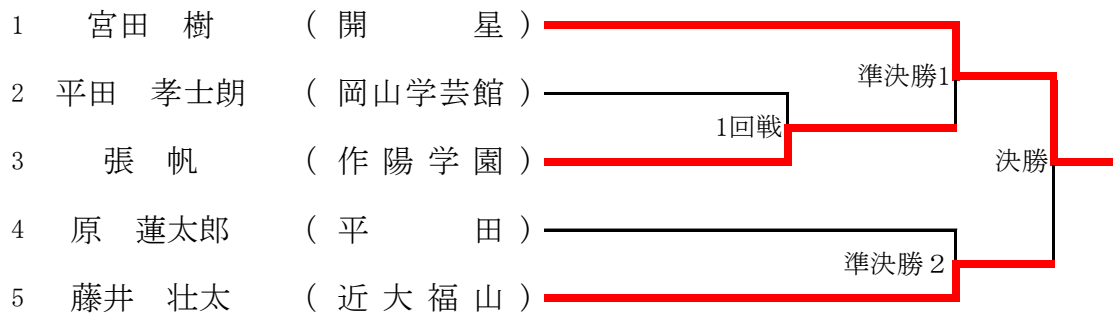 1 宮田 樹 ( 開 星 )
2 平田 孝士朗 ( 岡山学芸館 )
3 張 帆 ( 作陽学園 )
4 原 蓮太郎 ( 平 田 )
5 藤井 壮太 ( 近大福山 )
1回戦
準決勝1
準決勝２
決勝